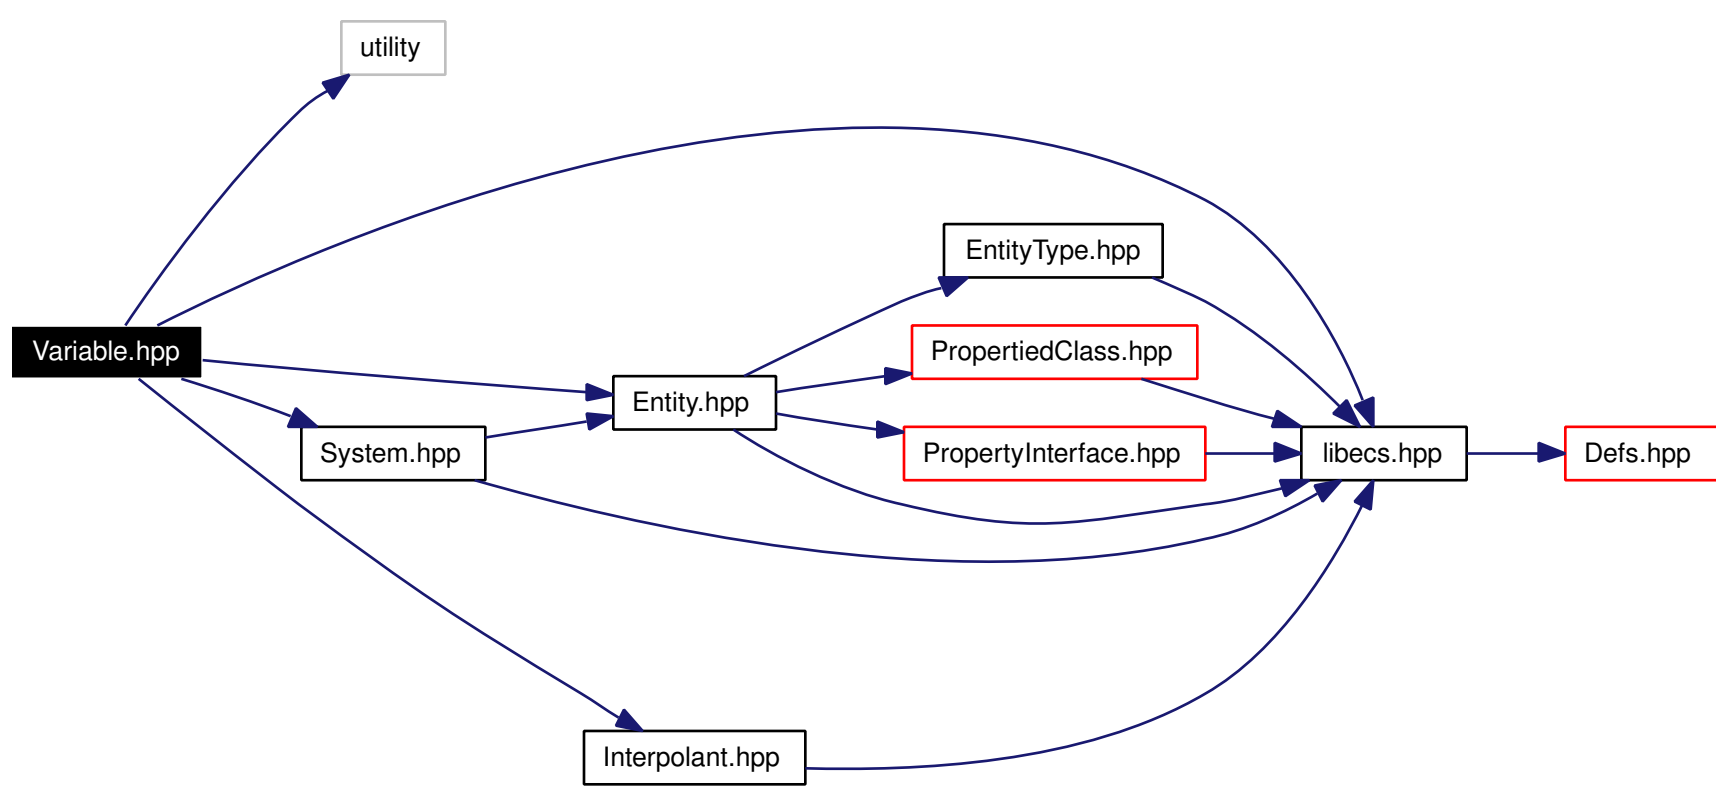 utility
EntityType.hpp
Variable.hpp
PropertiedClass.hpp
Entity.hpp
System.hpp
PropertyInterface.hpp
libecs.hpp
Defs.hpp
Interpolant.hpp